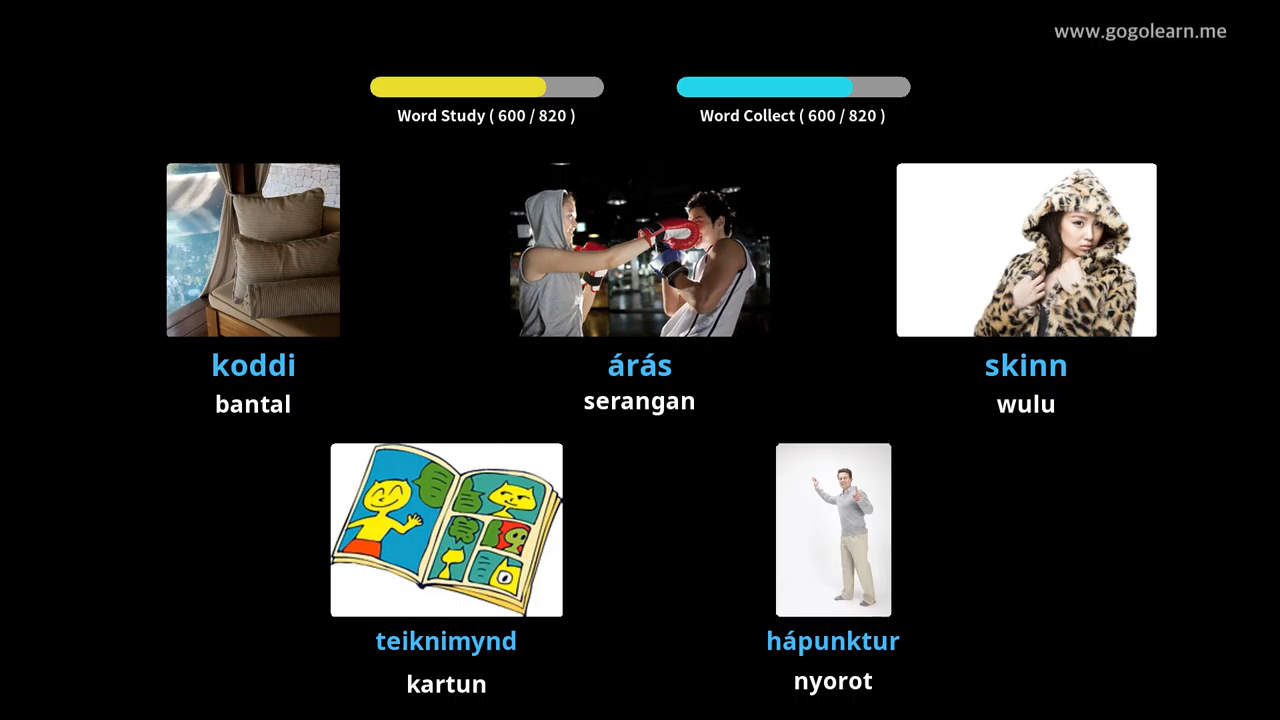 www.gogolearn.me
Word Study ( 600 / 820 )
Word Collect ( 600 / 820 )
koddi
bantal
árás
serangan
skinn
wulu
teiknimynd
kartun
hápunktur
nyorot